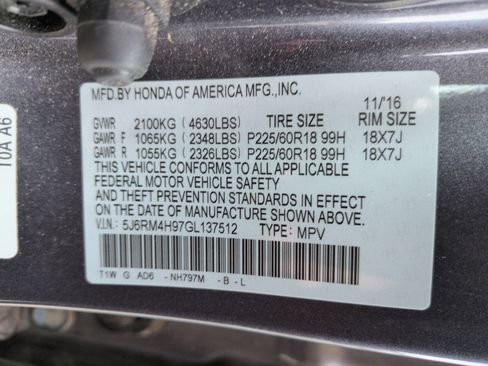 MFD.BY HONDA OF AMERICA MFG.,INC.
11/16
GVWR 2100KG ( 4630LBS) TIRE SIZE RIM SIZE
GAWR F 1065KG ( 2348LBS) P225/60R18 99H 18X7J
GAWR R 1055KG ( 2326LBS) P225/60R18 99H 18X7J
THIS VEHICLE CONFORMS TO ALL APPLICABLE
FEDERAL MOTOR VEHICLE SAFETY
AND THEFT PREVENTION STANDARDS IN EFFECT
ON THE DATE OF MANUFACTURE SHOWN ABOVE.
V.I.N.: 5J6RM4H97GL137512 TYPE: MPV
T1W G AD6 - NH797M - B - L
10A A6